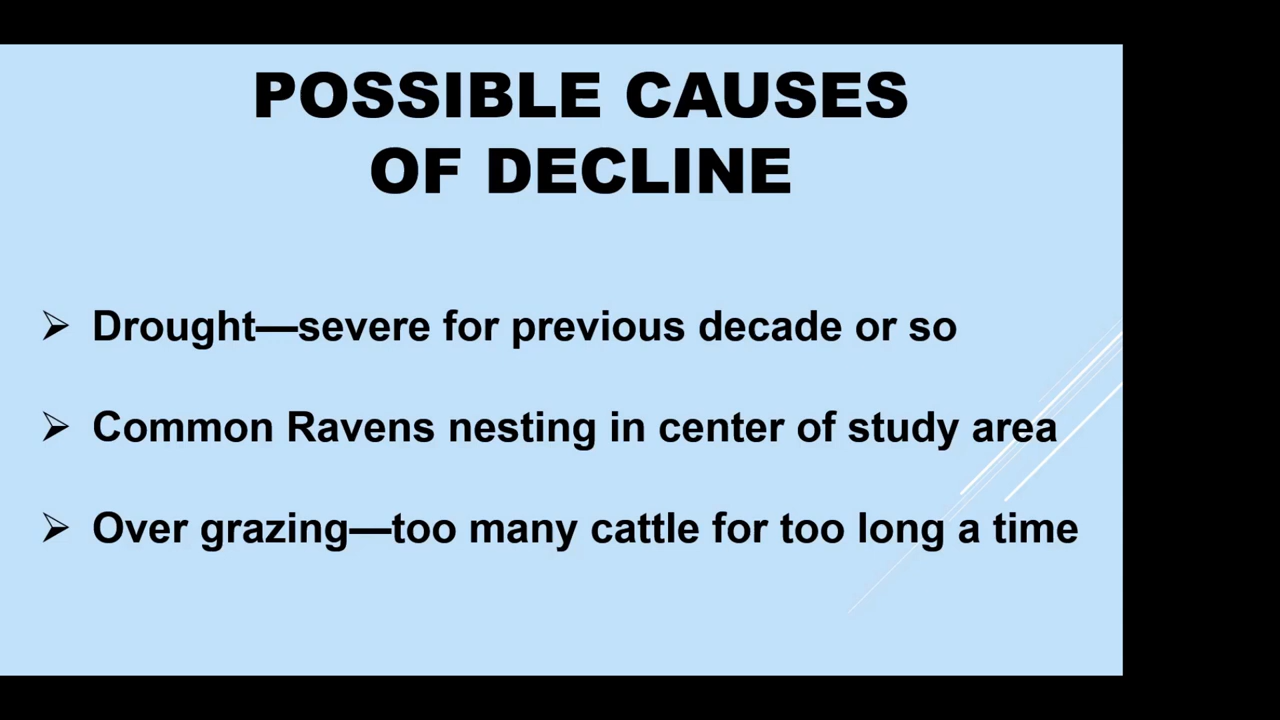 POSSIBLE CAUSES
OF DECLINE
➢ Drought—severe for previous decade or so
➢ Common Ravens nesting in center of study area
➢ Over grazing—too many cattle for too long a time